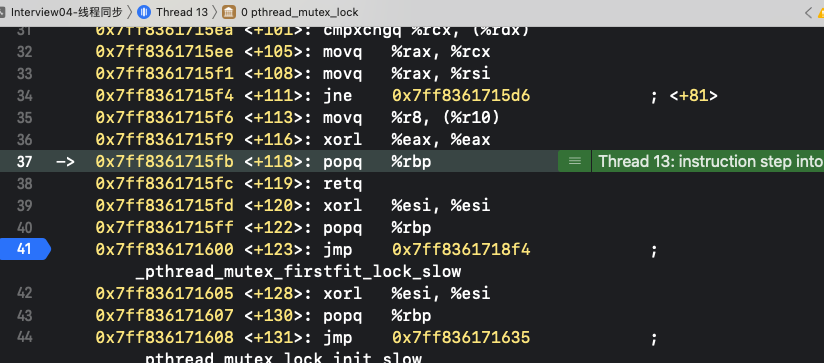 Interview04-线程同步 〉 Thread 13 〉 0 pthread_mutex_lock
31 0x7ff8361715ea <+101>: cmpxchgq %rcx, (%rdx)
32 0x7ff8361715ee <+105>: movq %rax, %rcx
33 0x7ff8361715f1 <+108>: movq %rax, %rsi
34 0x7ff8361715f4 <+111>: jne 0x7ff8361715d6 ; <+81>
35 0x7ff8361715f6 <+113>: movq %r8, (%r10)
36 0x7ff8361715f9 <+116>: xorl %eax, %eax
37 -> 0x7ff8361715fb <+118>: popq %rbp Thread 13: instruction step into
38 0x7ff8361715fc <+119>: retq
39 0x7ff8361715fd <+120>: xorl %esi, %esi
40 0x7ff8361715ff <+122>: popq %rbp
41 0x7ff836171600 <+123>: jmp 0x7ff8361718f4 ;
_pthread_mutex_firstfit_lock_slow
42 0x7ff836171605 <+128>: xorl %esi, %esi
43 0x7ff836171607 <+130>: popq %rbp
44 0x7ff836171608 <+131>: jmp 0x7ff836171635 ;
_pthread_mutex_lock_init_slow